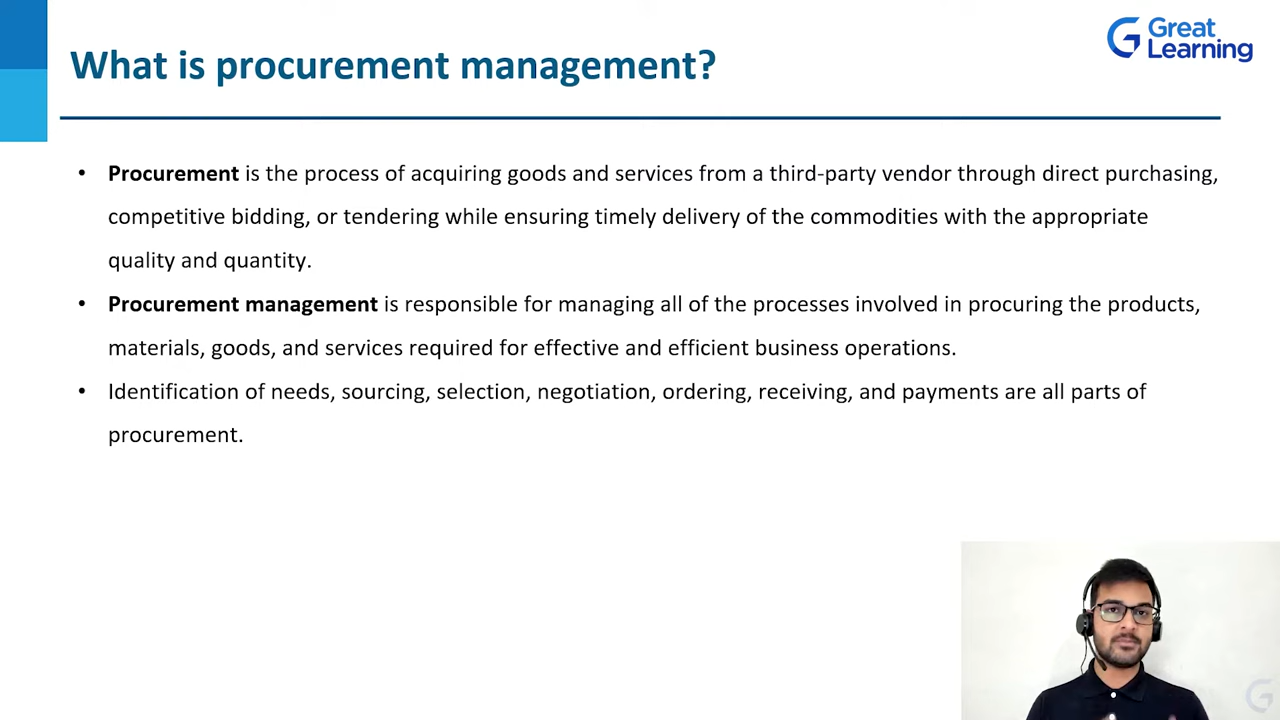 What is procurement management?
Great
Learning
• Procurement is the process of acquiring goods and services from a third-party vendor through direct purchasing,
competitive bidding, or tendering while ensuring timely delivery of the commodities with the appropriate
quality and quantity.
• Procurement management is responsible for managing all of the processes involved in procuring the products,
materials, goods, and services required for effective and efficient business operations.
• Identification of needs, sourcing, selection, negotiation, ordering, receiving, and payments are all parts of
procurement.